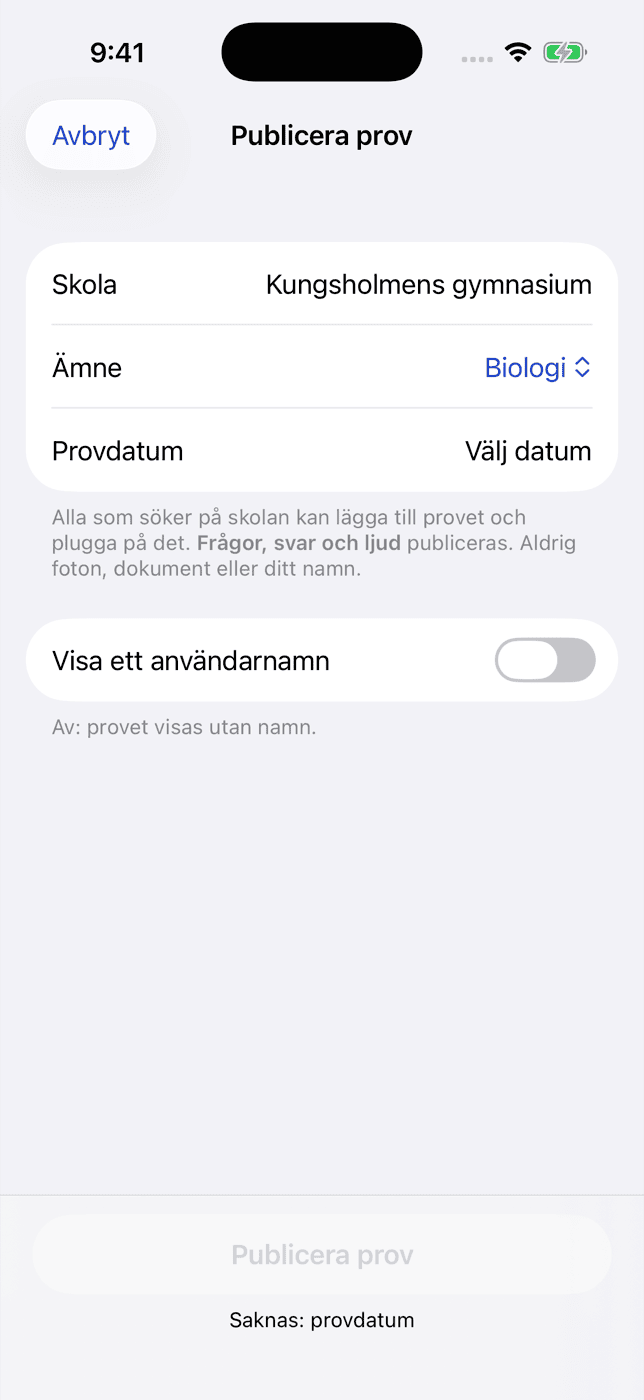 9:41
Avbryt
Publicera prov
Skola
Kungsholmens gymnasium
Ämne
Biologi
Provdatum
Välj datum
Alla som söker på skolan kan lägga till provet och
plugga på det. Frågor, svar och ljud publiceras. Aldrig
foton, dokument eller ditt namn.
Visa ett användarnamn
Av: provet visas utan namn.
Publicera prov
Saknas: provdatum